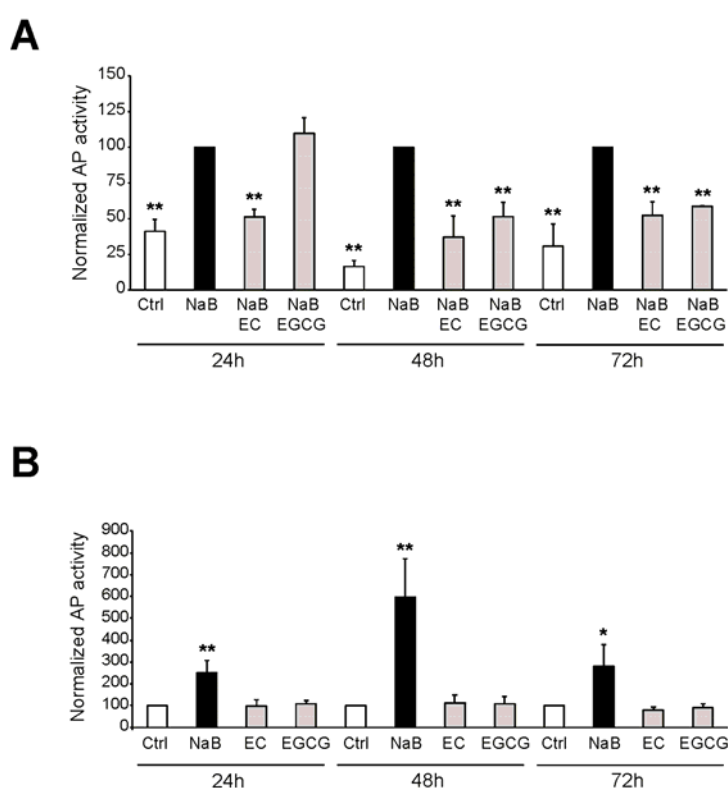 A
150
125
100
75
50
25
0
Normalized AP activity
** ** ** ** ** ** ** **
Ctrl NaB NaB NaB Ctrl NaB NaB NaB Ctrl NaB NaB NaB
EC EGCG EC EGCG EC EGCG
24h 48h 72h
B
900
800
700
600
500
400
300
200
100
0
Normalized AP activity
** ** *
Ctrl NaB EC EGCG Ctrl NaB EC EGCG Ctrl NaB EC EGCG
24h 48h 72h